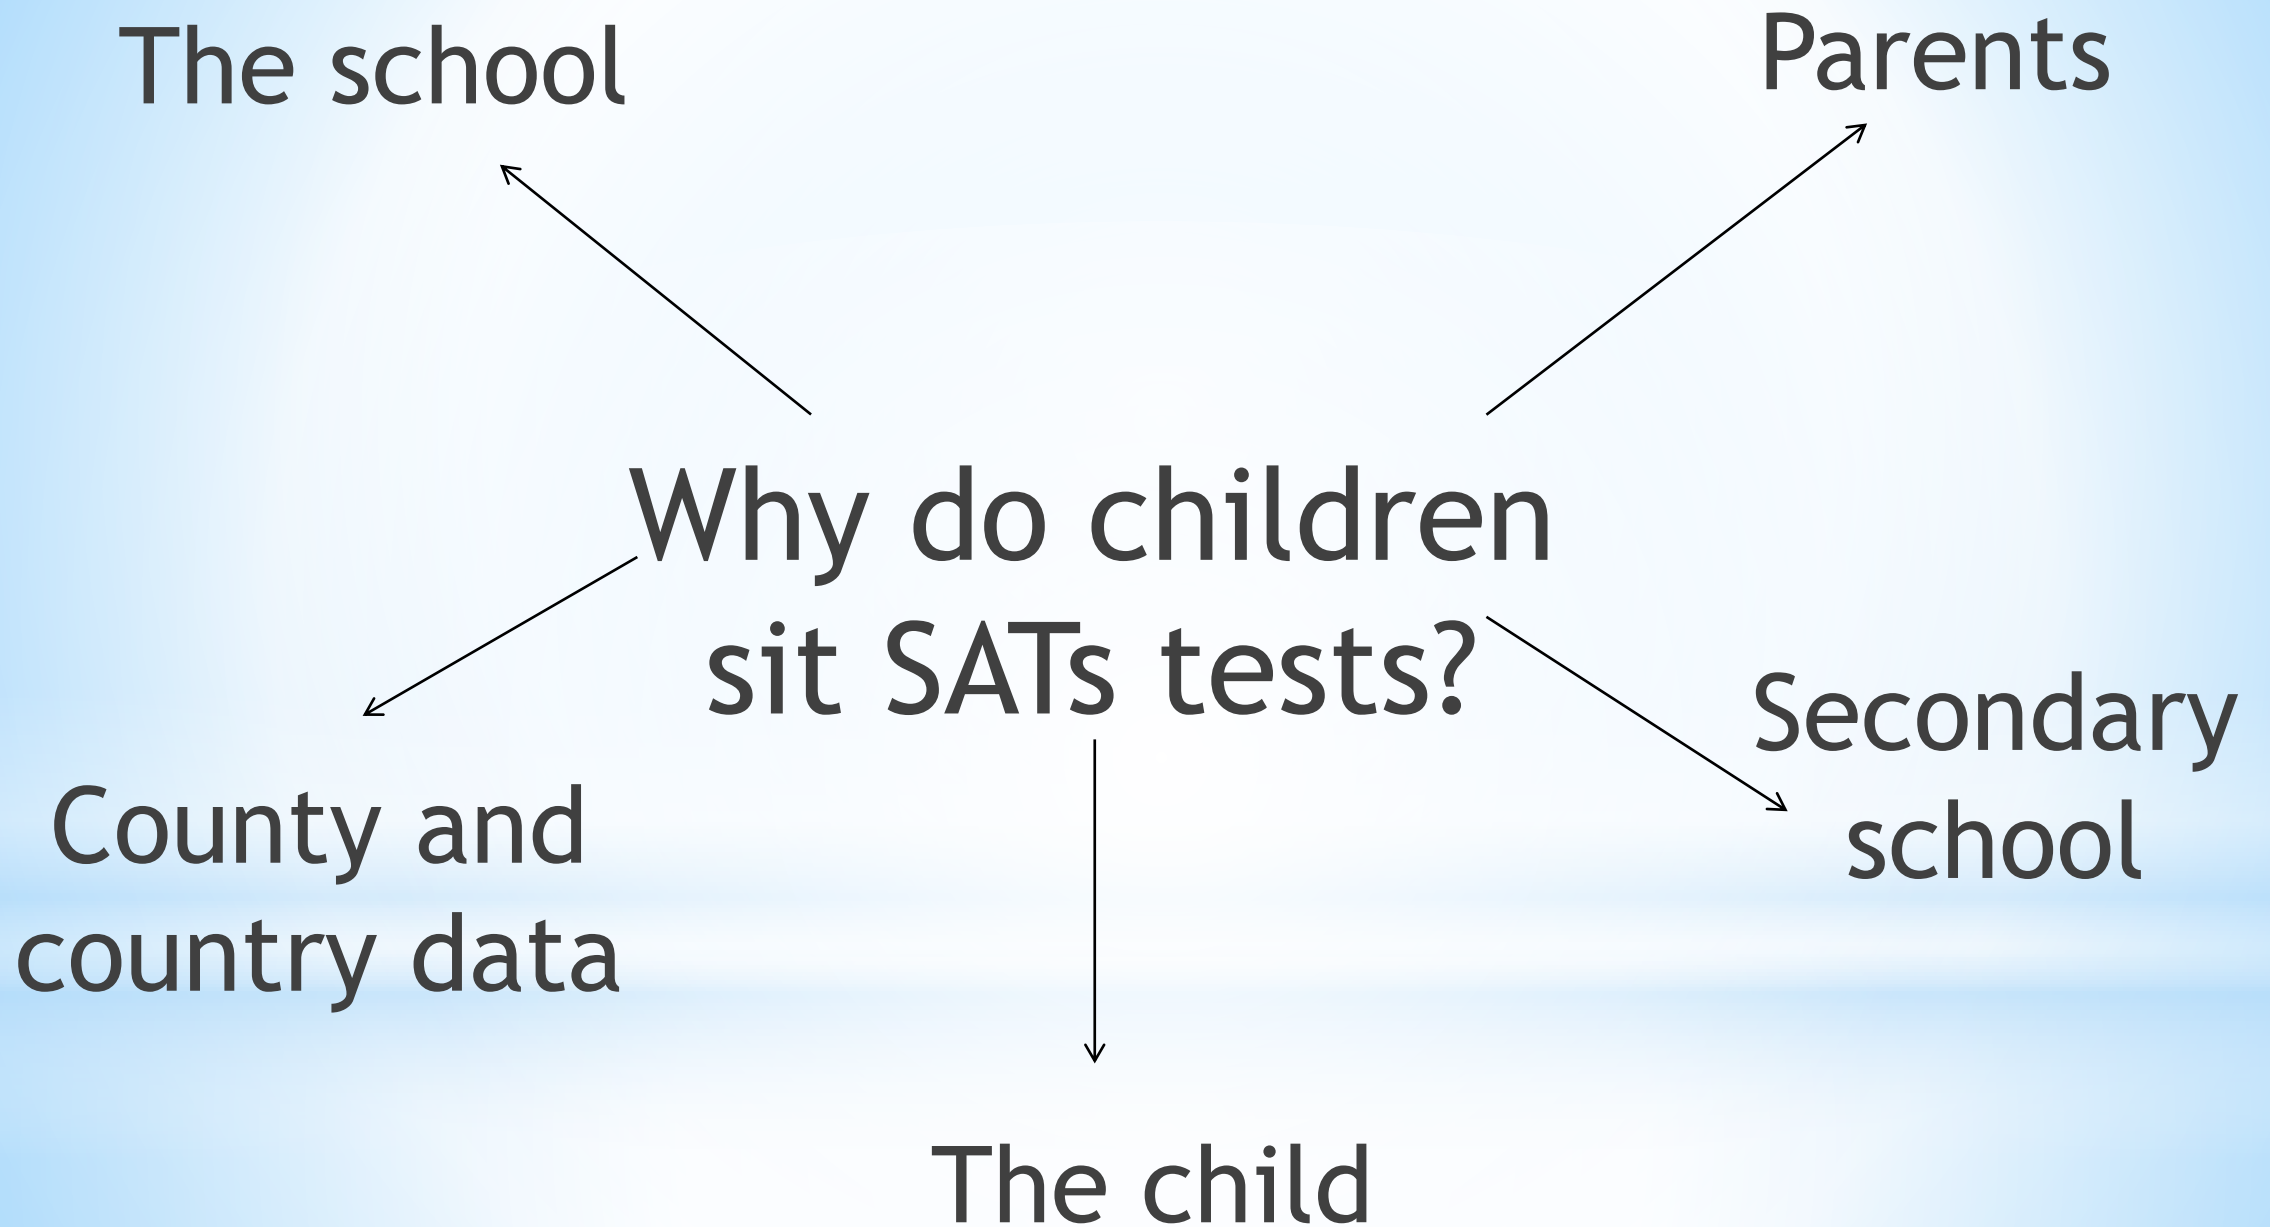 The school
Parents
Why do children
sit SATs tests?
Secondary
school
County and
country data
The child